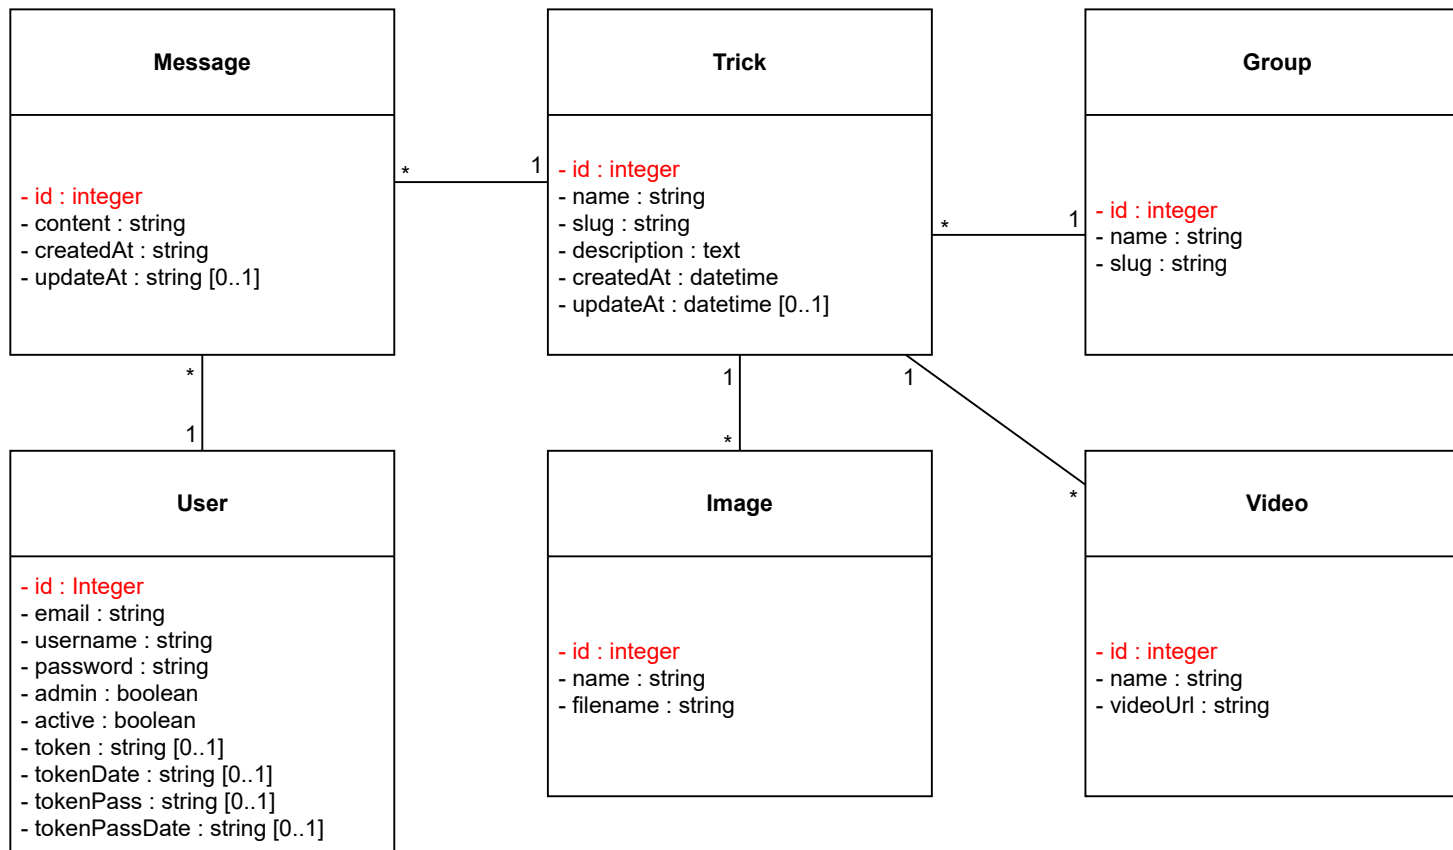 Message
- id : integer
- content : string
- createdAt : string
- updateAt : string [0..1]
*
1
Trick
- id : integer
- name : string
- slug : string
- description : text
- createdAt : datetime
- updateAt : datetime [0..1]
*
1
Group
- id : integer
- name : string
- slug : string
*
1
1
*
1
*
User
- id : Integer
- email : string
- username : string
- password : string
- admin : boolean
- active : boolean
- token : string [0..1]
- tokenDate : string [0..1]
- tokenPass : string [0..1]
- tokenPassDate : string [0..1]
Image
- id : integer
- name : string
- filename : string
Video
- id : integer
- name : string
- videoUrl : string